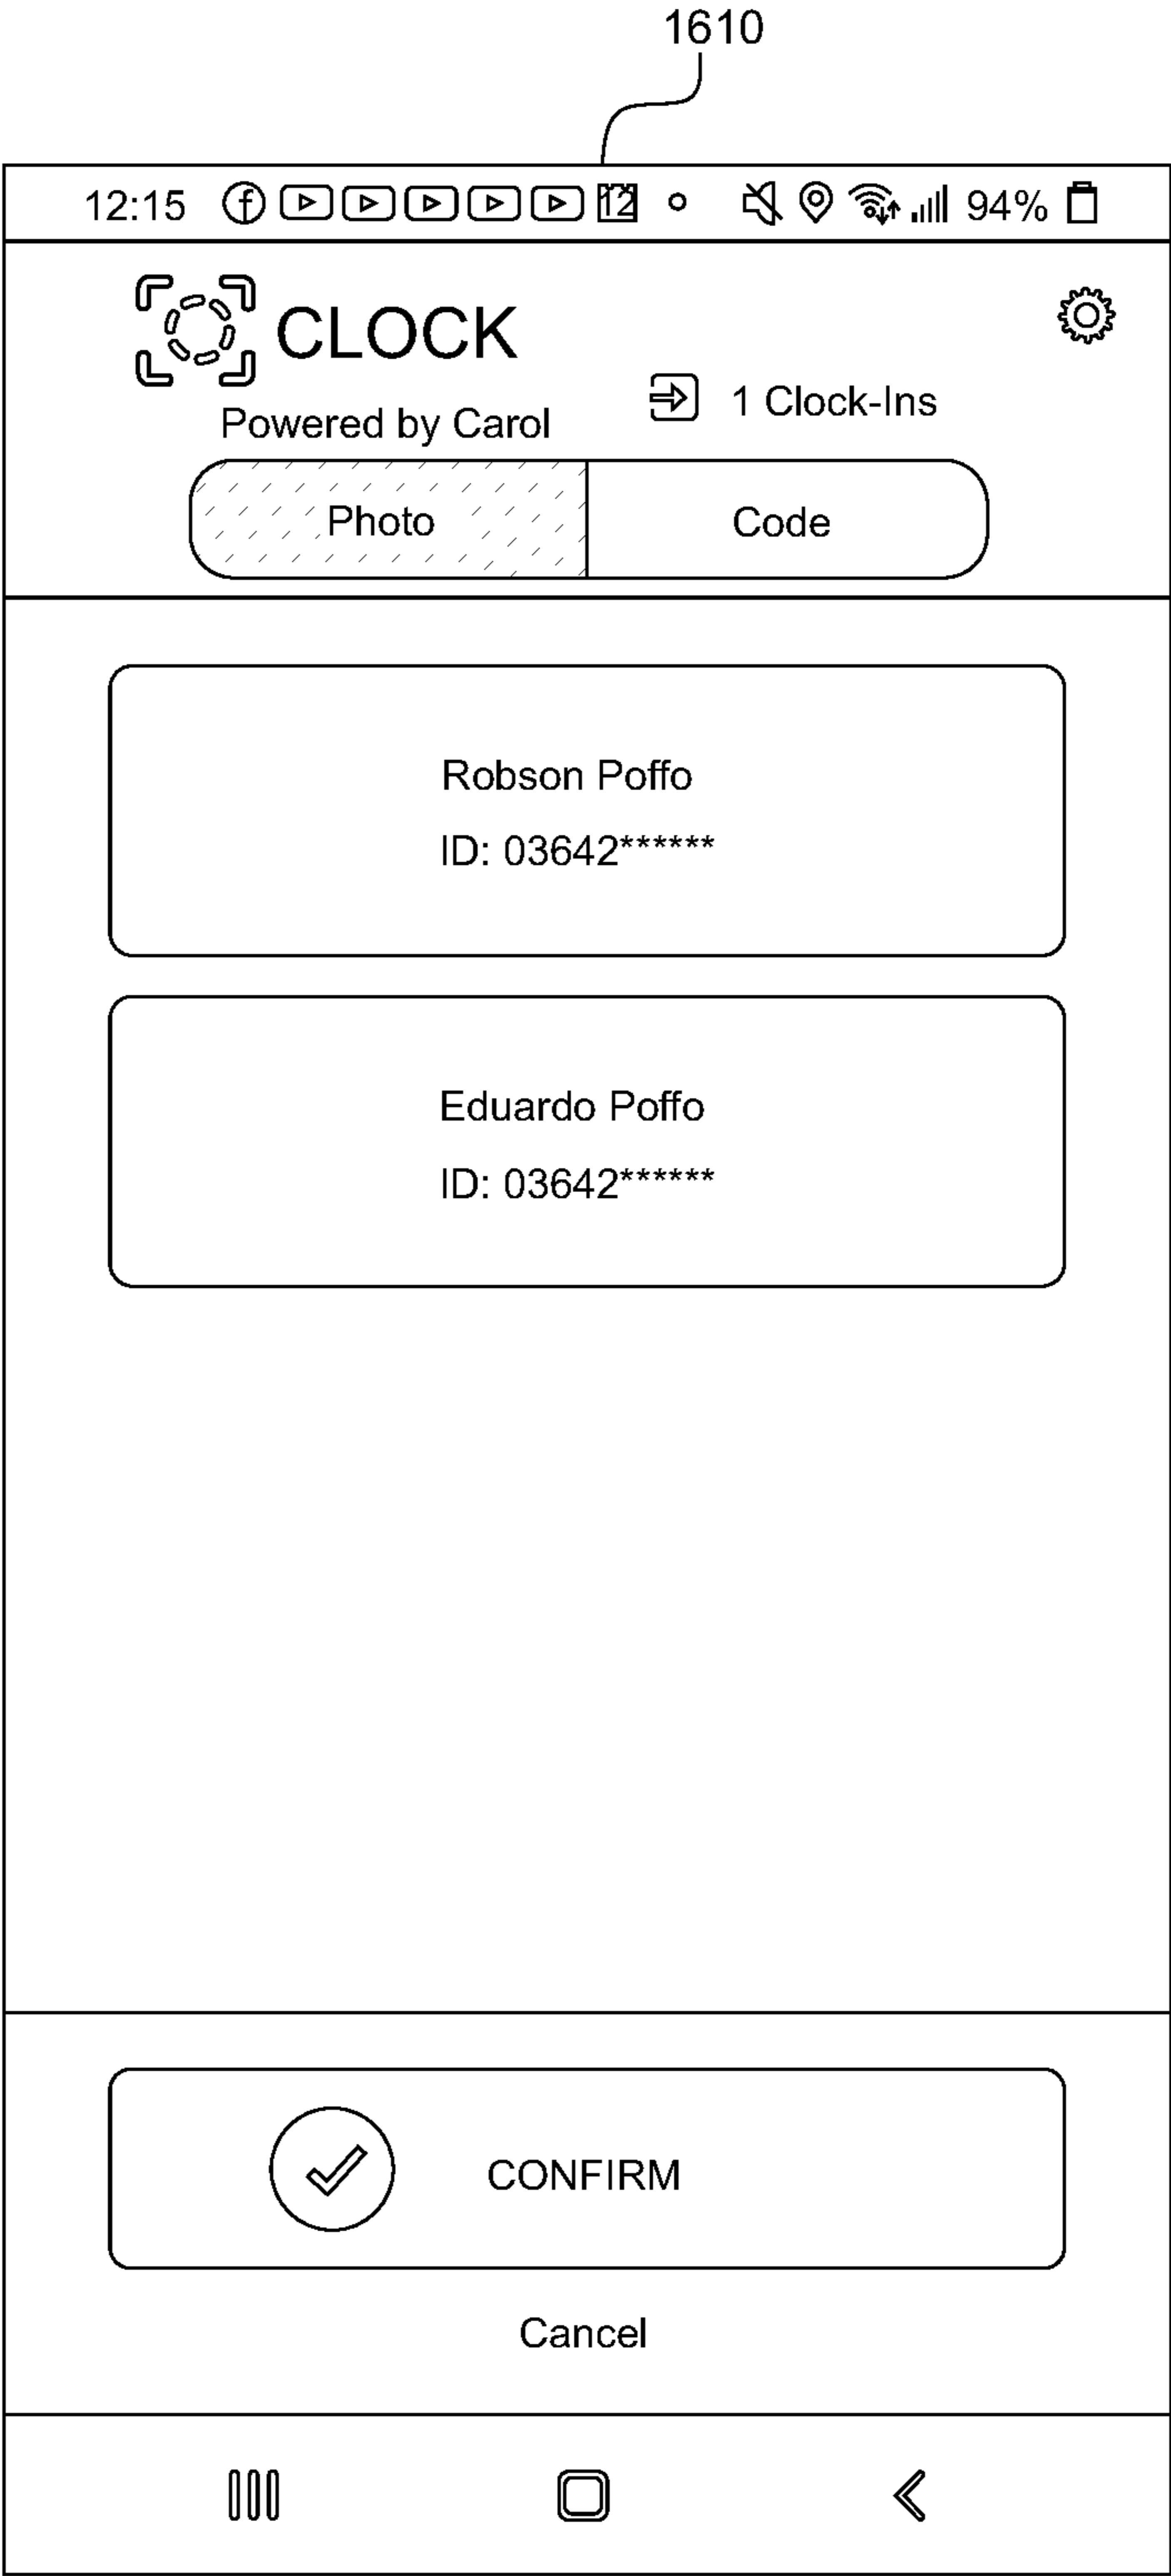 1610
12:15 12 94%
CLOCK
1 Clock-Ins
Powered by Carol
Photo Code
Robson Poffo
ID: 03642******
Eduardo Poffo
ID: 03642******
CONFIRM
Cancel